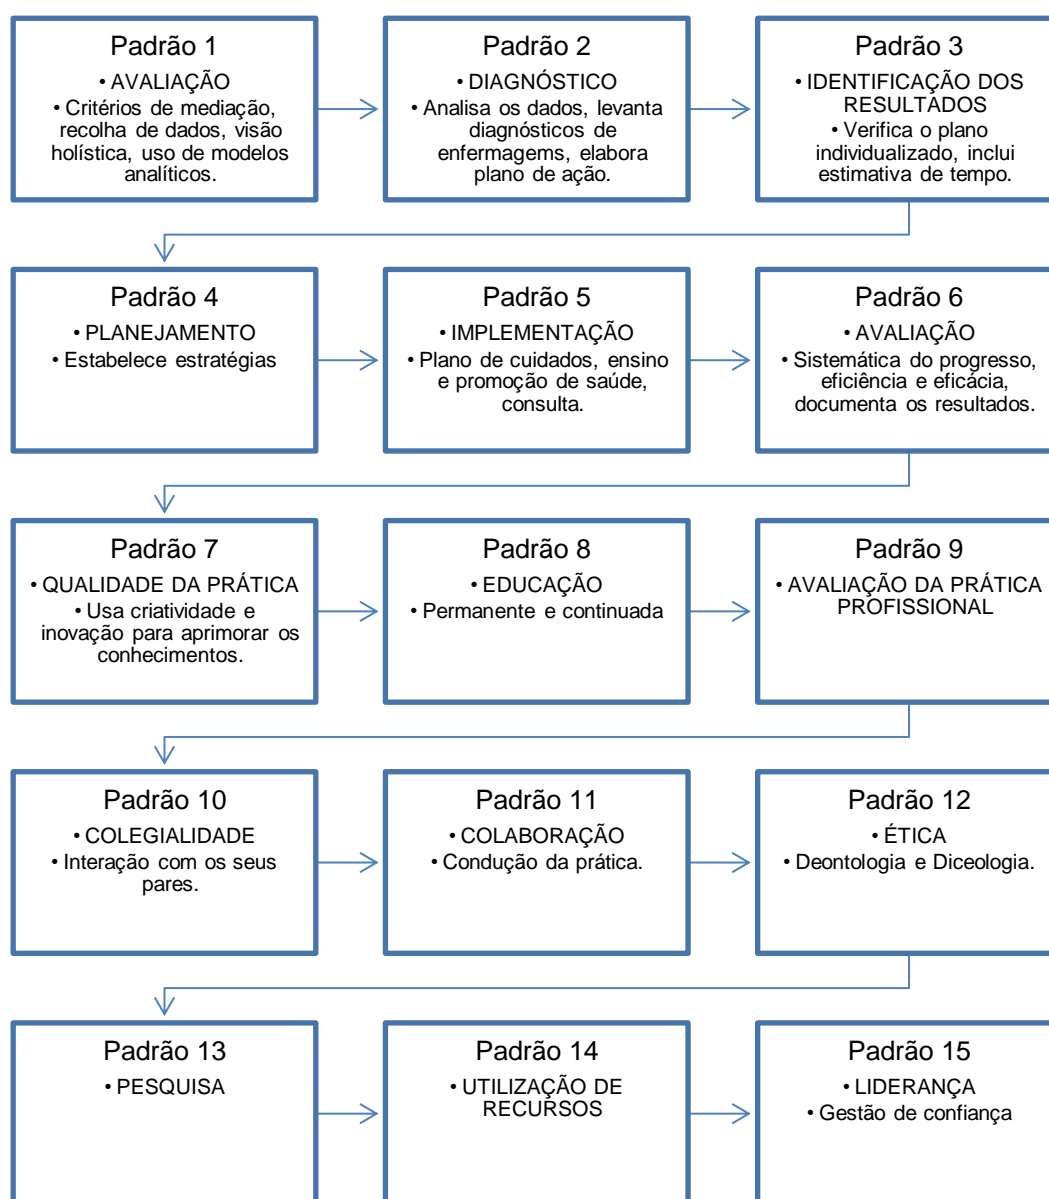 Padrão 1
• AVALIAÇÃO
• Critérios de mediação,
recolha de dados, visão
holística, uso de modelos
analíticos.
Padrão 2
• DIAGNÓSTICO
• Analisa os dados, levanta
diagnósticos de
enfermagems, elabora
plano de ação.
Padrão 3
• IDENTIFICAÇÃO DOS
RESULTADOS
• Verifica o plano
individualizado, inclui
estimativa de tempo.
Padrão 4
• PLANEJAMENTO
• Estabelece estratégias
Padrão 5
• IMPLEMENTAÇÃO
• Plano de cuidados, ensino
e promoção de saúde,
consulta.
Padrão 6
• AVALIAÇÃO
• Sistemática do progresso,
eficiência e eficácia,
documenta os resultados.
Padrão 7
• QUALIDADE DA PRÁTICA
• Usa criatividade e
inovação para aprimorar os
conhecimentos.
Padrão 8
• EDUCAÇÃO
• Permanente e continuada
Padrão 9
• AVALIAÇÃO DA PRÁTICA
PROFISSIONAL
Padrão 10
• COLEGIALIDADE
• Interação com os seus
pares.
Padrão 11
• COLABORAÇÃO
• Condução da prática.
Padrão 12
• ÉTICA
• Deontologia e Diceologia.
Padrão 13
• PESQUISA
Padrão 14
• UTILIZAÇÃO DE
RECURSOS
Padrão 15
• LIDERANÇA
• Gestão de confiança